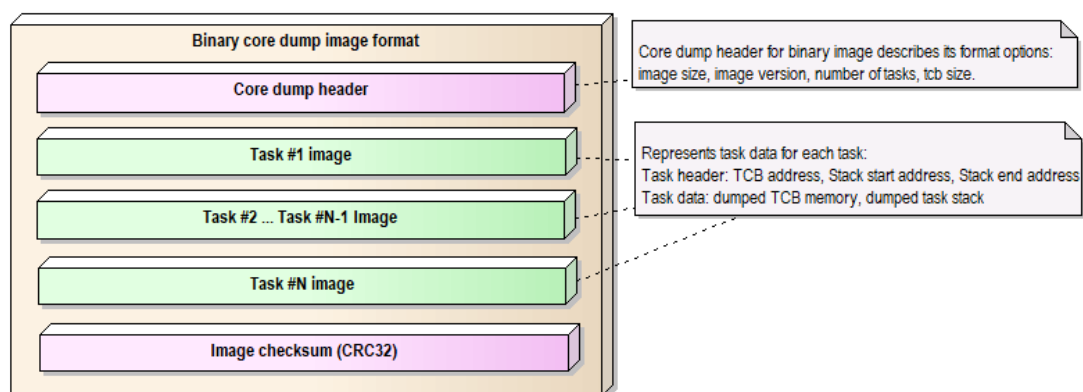 Binary core dump image format
Core dump header
Task #1 image
Task #2 ... Task #N-1 Image
Task #N image
Image checksum (CRC32)
Core dump header for binary image describes its format options:
image size, image version, number of tasks, tcb size.
Represents task data for each task:
Task header: TCB address, Stack start address, Stack end address
Task data: dumped TCB memory, dumped task stack